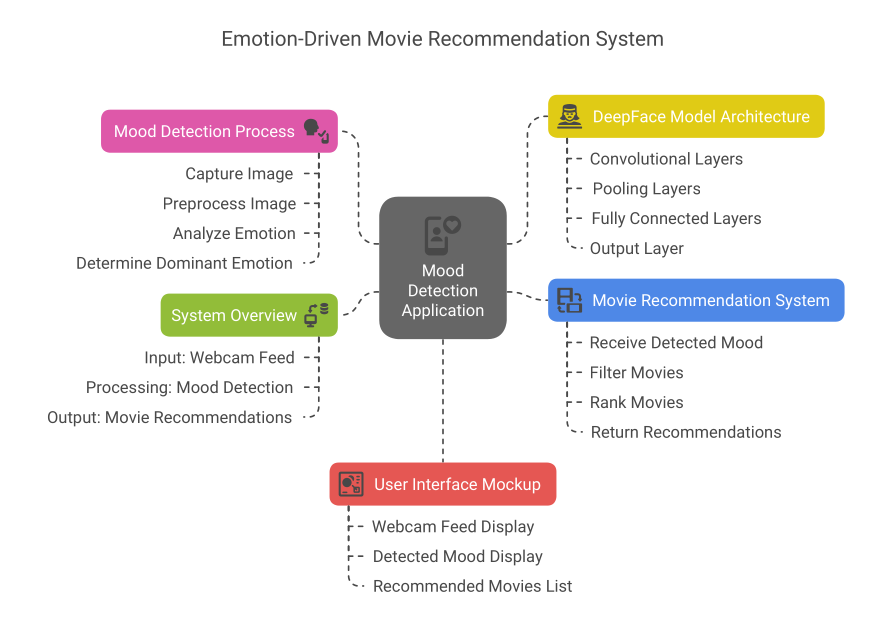 Emotion-Driven Movie Recommendation System
Mood Detection Process
Capture Image
Preprocess Image
Analyze Emotion
Determine Dominant Emotion
System Overview
Input: Webcam Feed
Processing: Mood Detection
Output: Movie Recommendations
Mood
Detection
Application
DeepFace Model Architecture
Convolutional Layers
Pooling Layers
Fully Connected Layers
Output Layer
Movie Recommendation System
Receive Detected Mood
Filter Movies
Rank Movies
Return Recommendations
User Interface Mockup
Webcam Feed Display
Detected Mood Display
Recommended Movies List